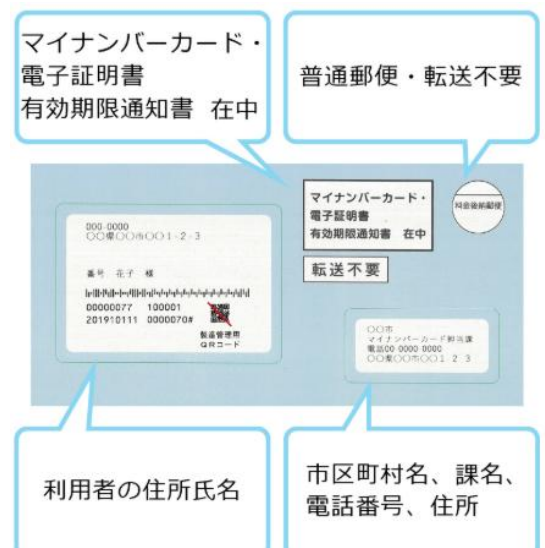 マイナンバーカード・
電子証明書
有効期限通知書 在中
普通郵便・転送不要
マイナンバーカード・
電子証明書
有効期限通知書 在中
料金後納郵便
転送不要
000-0000
〇〇県〇〇市〇〇1-2-3
番号 花子 様
00000077 100001
201910111 0000070#
製造管理用
QRコード
〇〇市
マイナンバーカード担当課
電話00-0000-0000
〇〇県〇〇市〇〇1 2 3
利用者の住所氏名
市区町村名、課名、
電話番号、住所